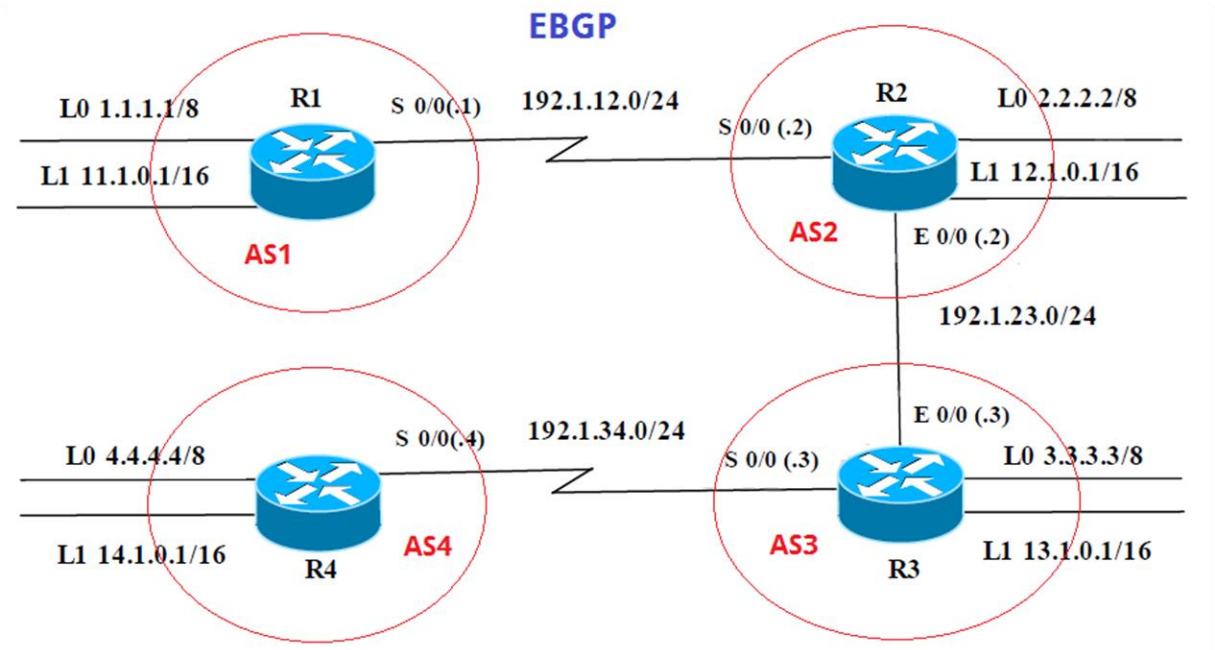 EBGP
R1
L0 1.1.1.1/8
S 0/0(.1)
192.1.12.0/24
L1 11.1.0.1/16
AS1
R2
L0 2.2.2.2/8
S 0/0 (.2)
L1 12.1.0.1/16
AS2
E 0/0 (.2)
192.1.23.0/24
L0 4.4.4.4/8
S 0/0(.4)
192.1.34.0/24
L1 14.1.0.1/16
AS4
R4
E 0/0 (.3)
S 0/0 (.3)
L0 3.3.3.3/8
AS3
L1 13.1.0.1/16
R3